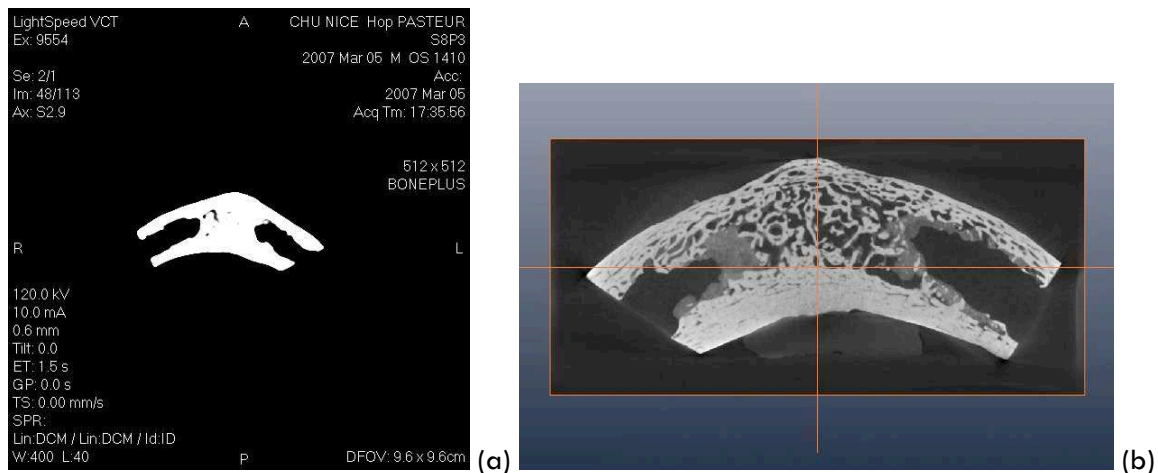 LightSpeed VCT
Ex: 9554
Se: 2/1
Im: 48/113
Ax: S2.9
A
CHU NICE Hop PASTEUR
S8P3
2007 Mar 05 M OS 1410
Acc:
2007 Mar 05
Acq Tm: 17:35:56
512 x 512
BONEPLUS
R
L
120.0 kV
10.0 mA
0.6 mm
Tilt: 0.0
ET: 1.5 s
GP: 0.0 s
TS: 0.00 mm/s
SPR:
Lin:DCM / Lin:DCM / Id:ID
W:400 L:40
P
DFOV: 9.6 x 9.6cm
(a)
(b)